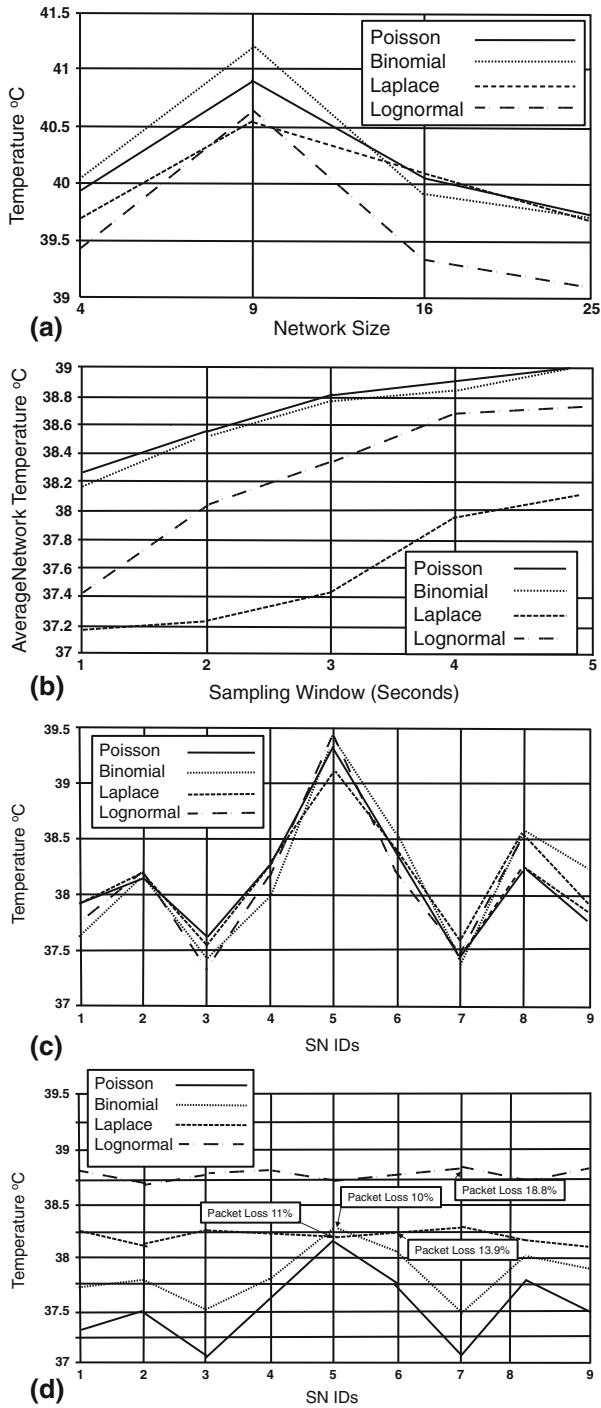 41.5
41
40.5
40
39.5
39
Temperature ºC
Poisson
Binomial
Laplace
Lognormal
4 9 16 25
Network Size
(a)
39
38.8
38.6
38.4
38.2
38
37.8
37.6
37.4
37.2
37
AverageNetwork Temperature ºC
Poisson
Binomial
Laplace
Lognormal
1 2 3 4 5
Sampling Window (Seconds)
(b)
39.5
39
38.5
38
37.5
37
Temperature ºC
Poisson
Binomial
Laplace
Lognormal
1 2 3 4 5 6 7 8 9
SN IDs
(c)
Poisson
Binomial
Laplace
Lognormal
39.5
39
38.5
38
37.5
37
Temperature ºC
Packet Loss 11%
Packet Loss 10%
Packet Loss 18.8%
Packet Loss 13.9%
1 2 3 4 5 6 7 8 9
SN IDs
(d)